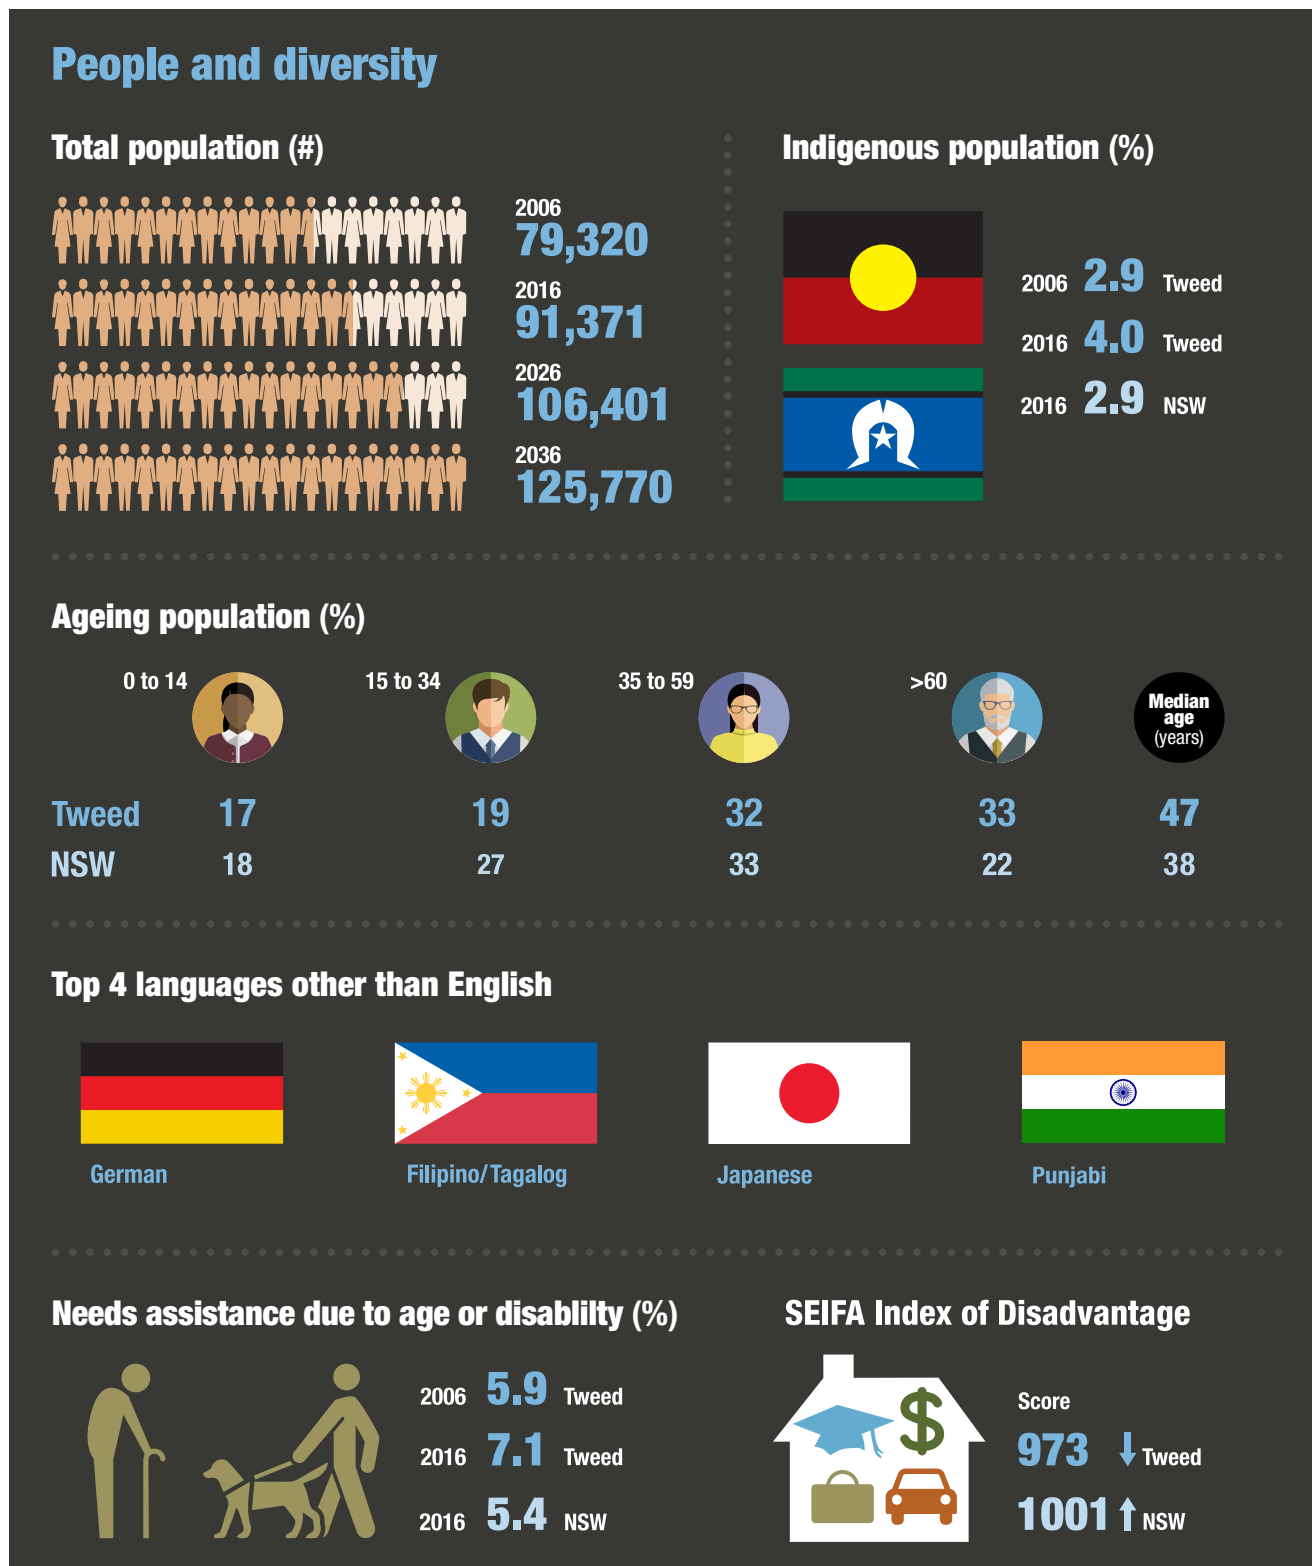 People and diversity
Total population (#)
2006
79,320
2016
91,371
2026
106,401
2036
125,770
Indigenous population (%)
2006 2.9 Tweed
2016 4.0 Tweed
2016 2.9 NSW
Ageing population (%)
0 to 14
15 to 34
35 to 59
>60
Median
age
(years)
Tweed 17 19 32 33 47
NSW 18 27 33 22 38
Top 4 languages other than English
German
Filipino/Tagalog
Japanese
Punjabi
Needs assistance due to age or disablilty (%)
2006 5.9 Tweed
2016 7.1 Tweed
2016 5.4 NSW
SEIFA Index of Disadvantage
Score
973 Tweed
1001 NSW